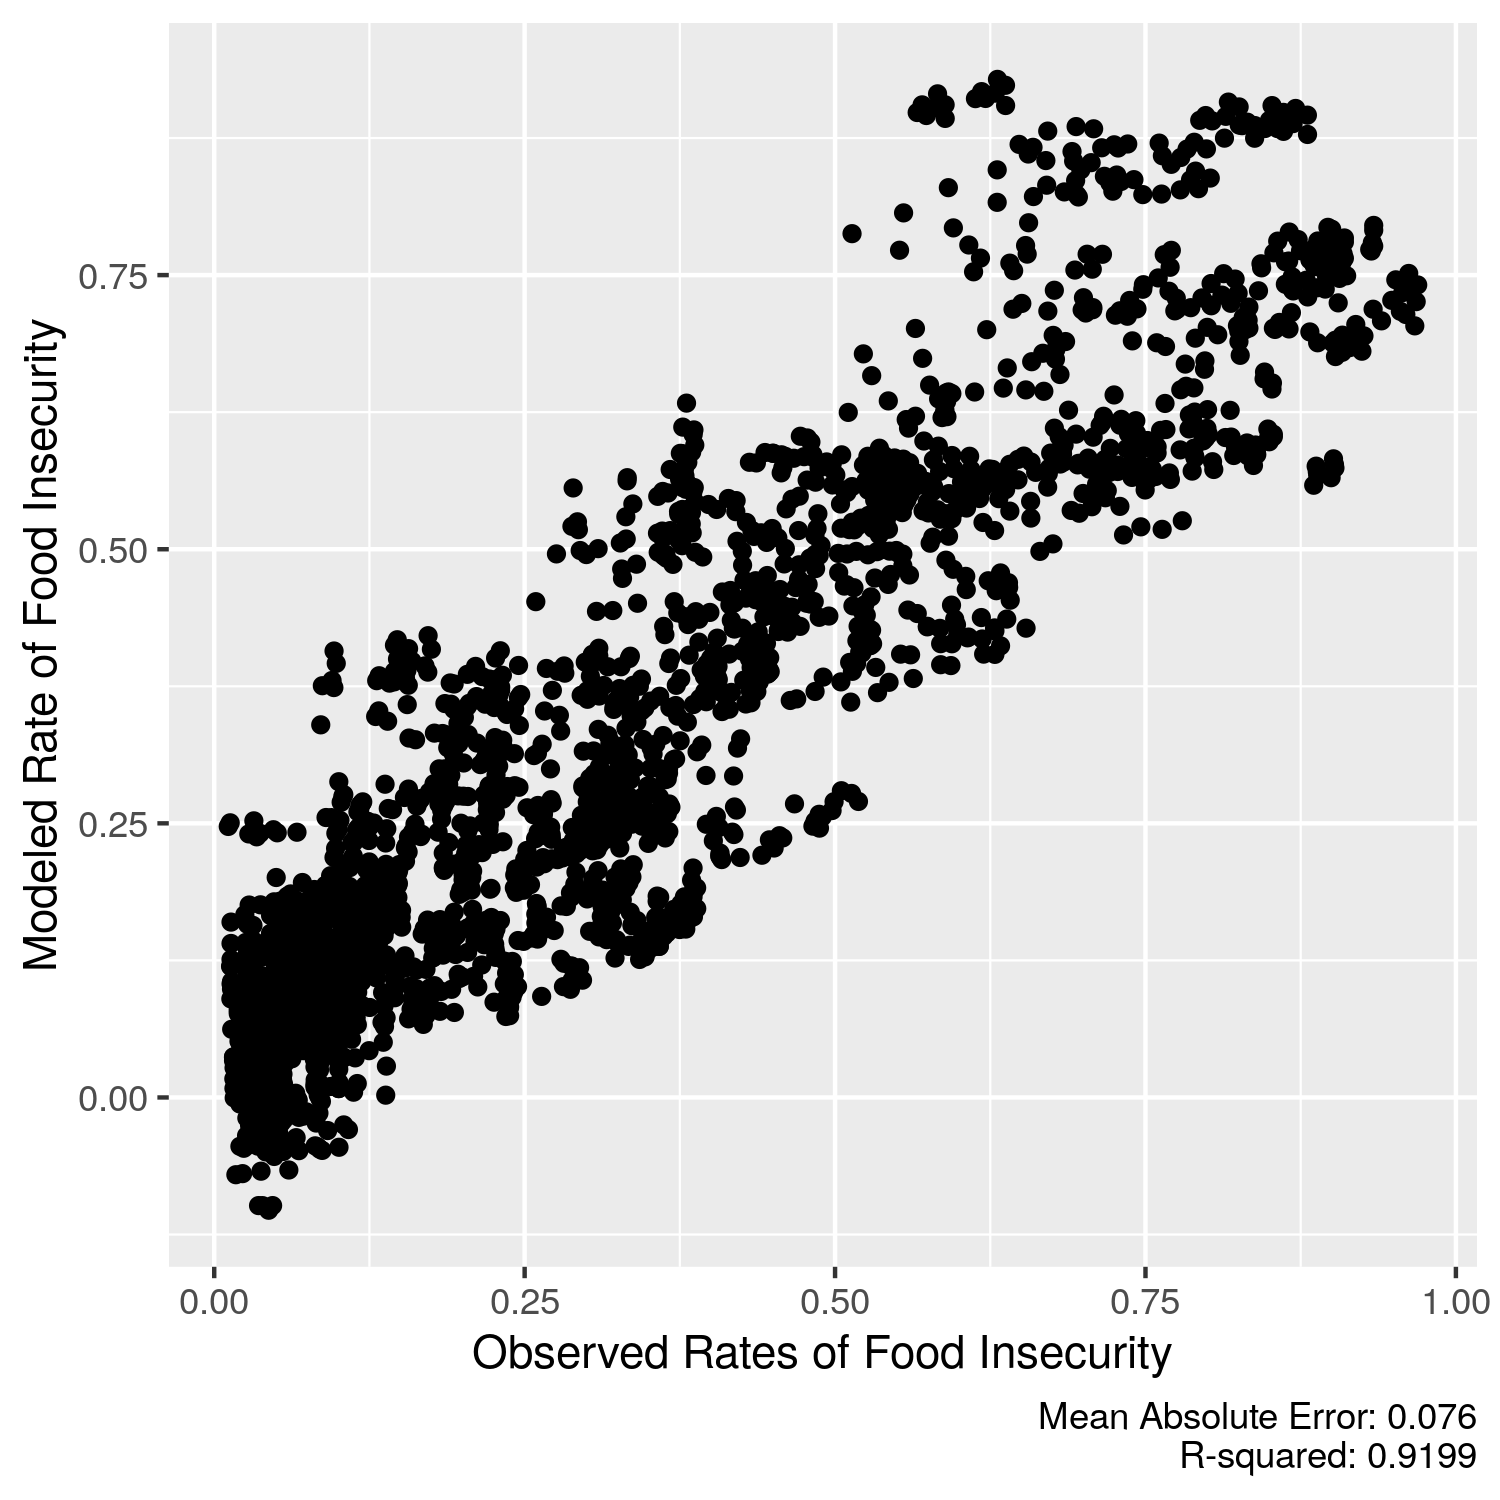 Modeled Rate of Food Insecurity
0.75
0.50
0.25
0.00
0.00 0.25 0.50 0.75 1.00
Observed Rates of Food Insecurity
Mean Absolute Error: 0.076
R-squared: 0.9199